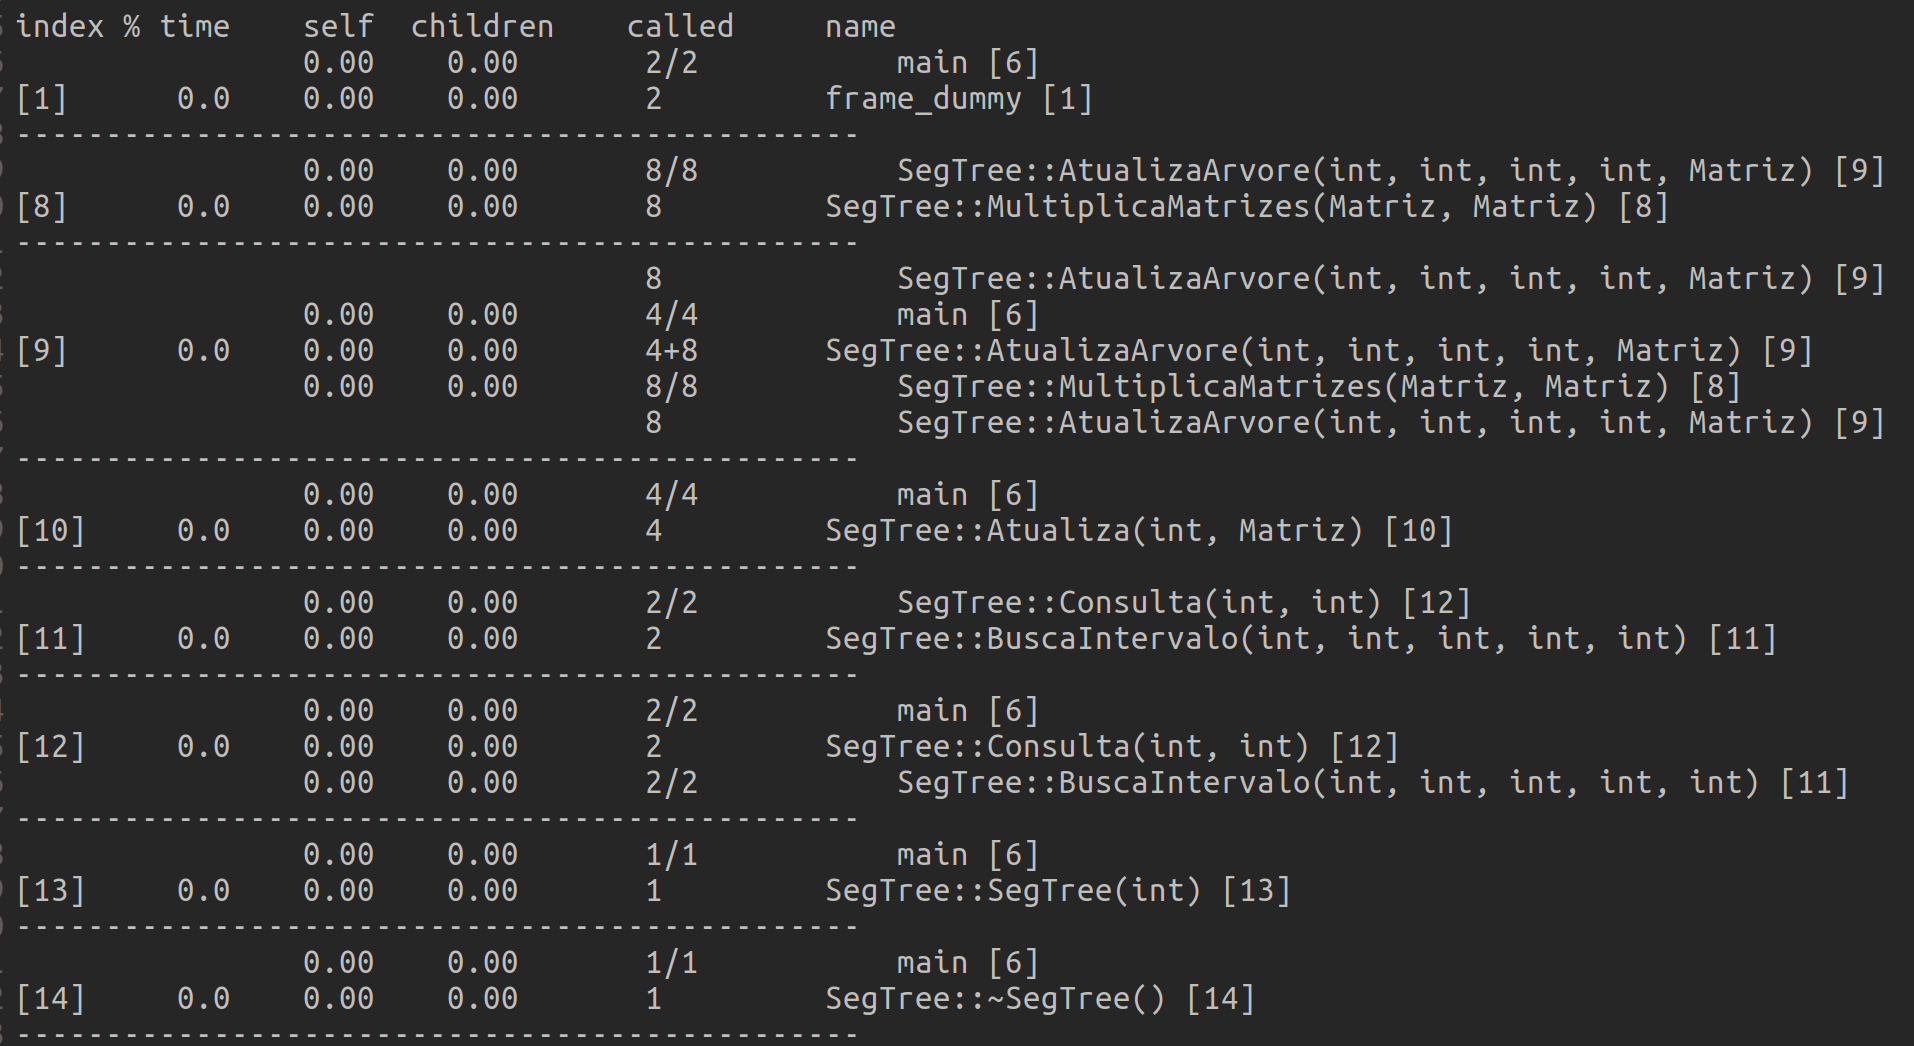 index % time    self  children    called     name
                0.00    0.00       2/2           main [6]
[1]      0.0    0.00    0.00       2         frame_dummy [1]
-----------------------------------------------
                0.00    0.00       8/8           SegTree::AtualizaArvore(int, int, int, int, Matriz) [9]
[8]      0.0    0.00    0.00       8         SegTree::MultiplicaMatrizes(Matriz, Matriz) [8]
-----------------------------------------------
                                   8             SegTree::AtualizaArvore(int, int, int, int, Matriz) [9]
                0.00    0.00       4/4           main [6]
[9]      0.0    0.00    0.00       4+8       SegTree::AtualizaArvore(int, int, int, int, Matriz) [9]
                0.00    0.00       8/8           SegTree::MultiplicaMatrizes(Matriz, Matriz) [8]
                                   8             SegTree::AtualizaArvore(int, int, int, int, Matriz) [9]
-----------------------------------------------
                0.00    0.00       4/4           main [6]
[10]     0.0    0.00    0.00       4         SegTree::Atualiza(int, Matriz) [10]
-----------------------------------------------
                0.00    0.00       2/2           SegTree::Consulta(int, int) [12]
[11]     0.0    0.00    0.00       2         SegTree::BuscaIntervalo(int, int, int, int, int) [11]
-----------------------------------------------
                0.00    0.00       2/2           main [6]
[12]     0.0    0.00    0.00       2         SegTree::Consulta(int, int) [12]
                0.00    0.00       2/2           SegTree::BuscaIntervalo(int, int, int, int, int) [11]
-----------------------------------------------
                0.00    0.00       1/1           main [6]
[13]     0.0    0.00    0.00       1         SegTree::SegTree(int) [13]
-----------------------------------------------
                0.00    0.00       1/1           main [6]
[14]     0.0    0.00    0.00       1         SegTree::~SegTree() [14]
-----------------------------------------------